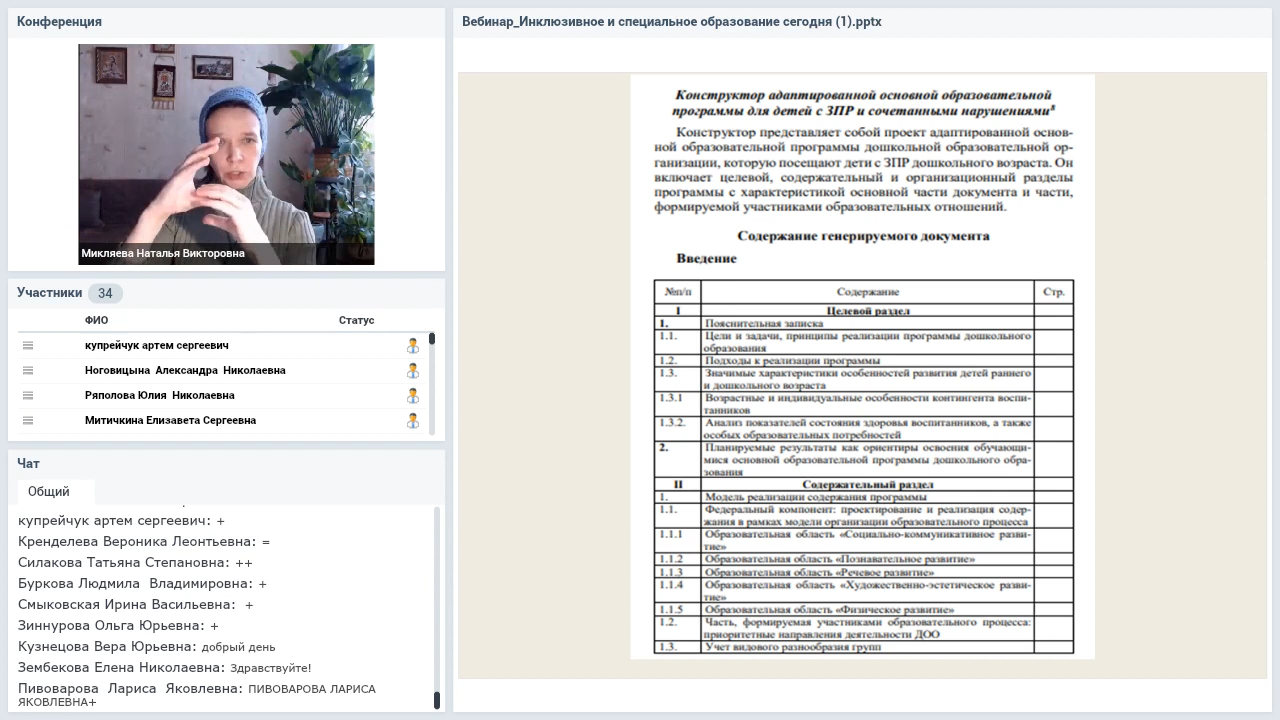 Конференция
Микляева Наталья Викторовна
Участники 34
ФИО Статус
купрейчук артем сергеевич
Ноговицына Александра Николаевна
Ряполова Юлия Николаевна
Митичкина Елизавета Сергеевна
Чат
Общий
купрейчук артем сергеевич: +
Кренделева Вероника Леонтьевна: =
Татьяна Степановна: ++
Быкова Людмила Владимировна: +
Смыковская Ирина Васильевна: +
Зиннурова Ольга Юрьевна: +
Кузнецова Вера Юрьевна: добрый день
Зембекова Елена Николаевна: Здравствуйте!
Пивоварова Лариса Яковлевна: ПИВОВАРОВА ЛАРИСА
ЯКОВЛЕВНА+
Вебинар_Инклюзивное и специальное образование сегодня (1).pptx
Конструктор адаптированной основной образовательной
программы для детей с ЗПР и сочетанными нарушениями⁸
Конструктор представляет собой проект адаптированной основ-
ной образовательной программы дошкольной образовательной ор-
ганизации, которую посещают дети с ЗПР дошкольного возраста. Он
включает целевой, содержательный и организационный разделы
программы с характеристикой основной части документа и части,
формируемой участниками образовательных отношений.
Содержание генерируемого документа
Введение
№п/п Содержание Стр.
I Целевой раздел
1. Пояснительная записка
1.1. Цели и задачи, принципы реализации программы дошкольного
образования
1.2. Подходы к реализации программы
1.3. Значимые характеристики особенностей развития детей раннего
и дошкольного возраста
1.3.1 Возрастные и индивидуальные особенности контингента воспи-
танников
1.3.2. Анализ показателей состояния здоровья воспитанников, а также
особых образовательных потребностей
2. Планируемые результаты как ориентиры освоения обучающи-
мися основной образовательной программы дошкольного обра-
зования
II Содержательный раздел
1. Модель реализации содержания программы
1.1. Федеральный компонент: проектирование и реализация содер-
жания в рамках модели организации образовательного процесса
1.1.1 Образовательная область «Социально-коммуникативное разви-
тие»
1.1.2 Образовательная область «Познавательное развитие»
1.1.3 Образовательная область «Речевое развитие»
1.1.4 Образовательная область «Художественно-эстетическое разви-
тие»
1.1.5 Образовательная область «Физическое развитие»
1.2. Часть, формируемая участниками образовательного процесса:
приоритетные направления деятельности ДОО
1.3. Учет видового разнообразия групп